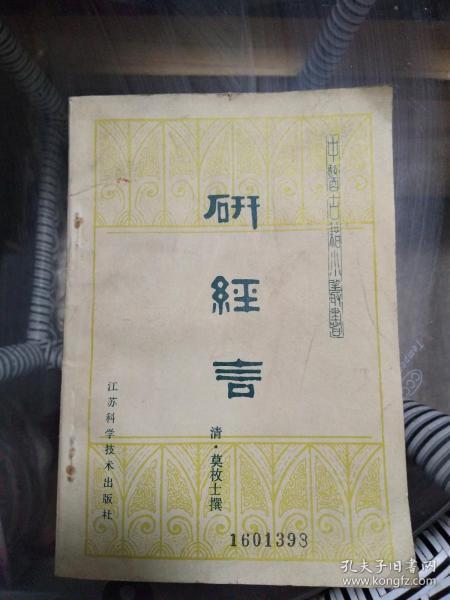 研經言
中醫古籍小叢書
清·莫枚士撰
江苏科学技术出版社
1601393
Tempe
孔夫子旧书网
www.kongfz.com